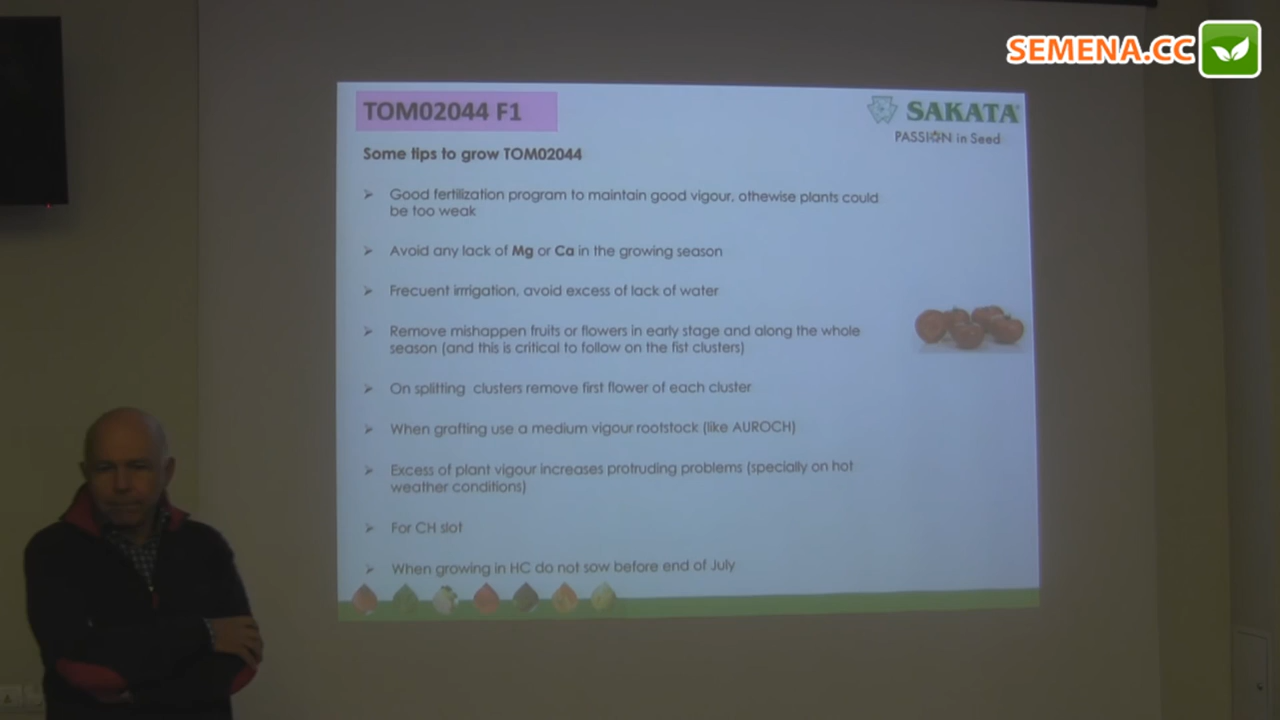 SEMENA.CC
TOM02044 F1
SAKATA
PASSION in Seed
Some tips to grow TOM02044
➢ Good fertilization program to maintain good vigour, othewise plants could
be too weak
➢ Avoid any lack of Mg or Ca in the growing season
➢ Frecuent irrigation, avoid excess of lack of water
➢ Remove mishappen fruits or flowers in early stage and along the whole
season (and this is critical to follow on the fist clusters)
➢ On splitting clusters remove first flower of each cluster
➢ When grafting use a medium vigour rootstock (like AUROCH)
➢ Excess of plant vigour increases protruding problems (specially on hot
weather conditions)
➢ For CH slot
➢ When growing in HC do not sow before end of July